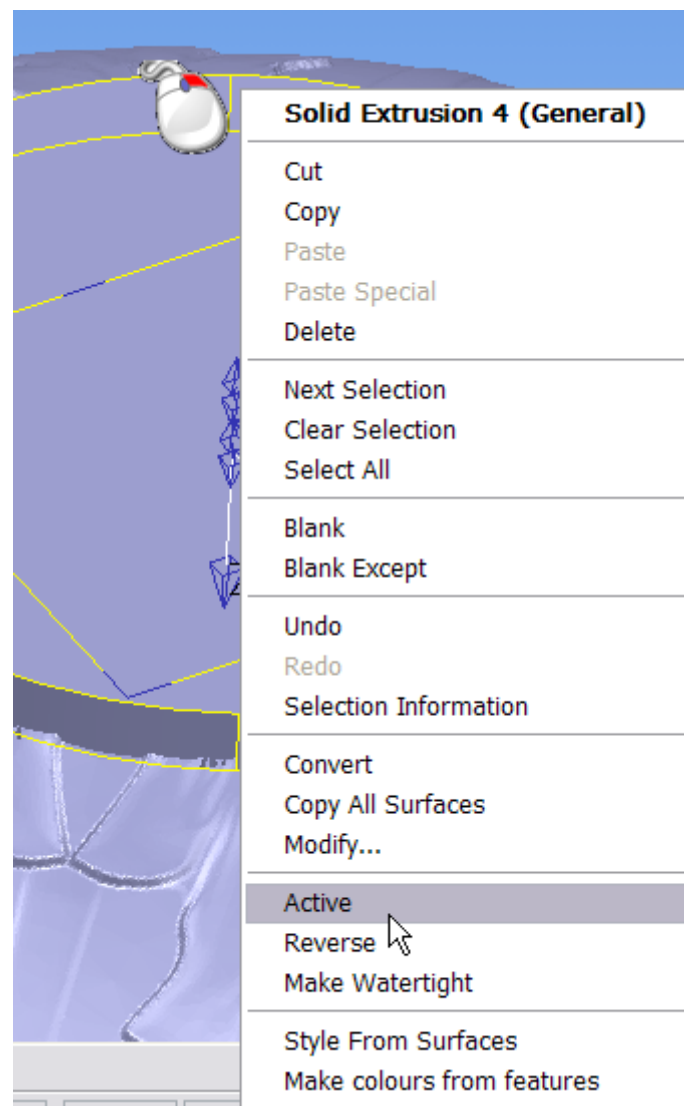 Solid Extrusion 4 (General)
Cut
Copy
Paste
Paste Special
Delete
Next Selection
Clear Selection
Select All
Blank
Blank Except
Undo
Redo
Selection Information
Convert
Copy All Surfaces
Modify...
Active
Reverse
Make Watertight
Style From Surfaces
Make colours from features